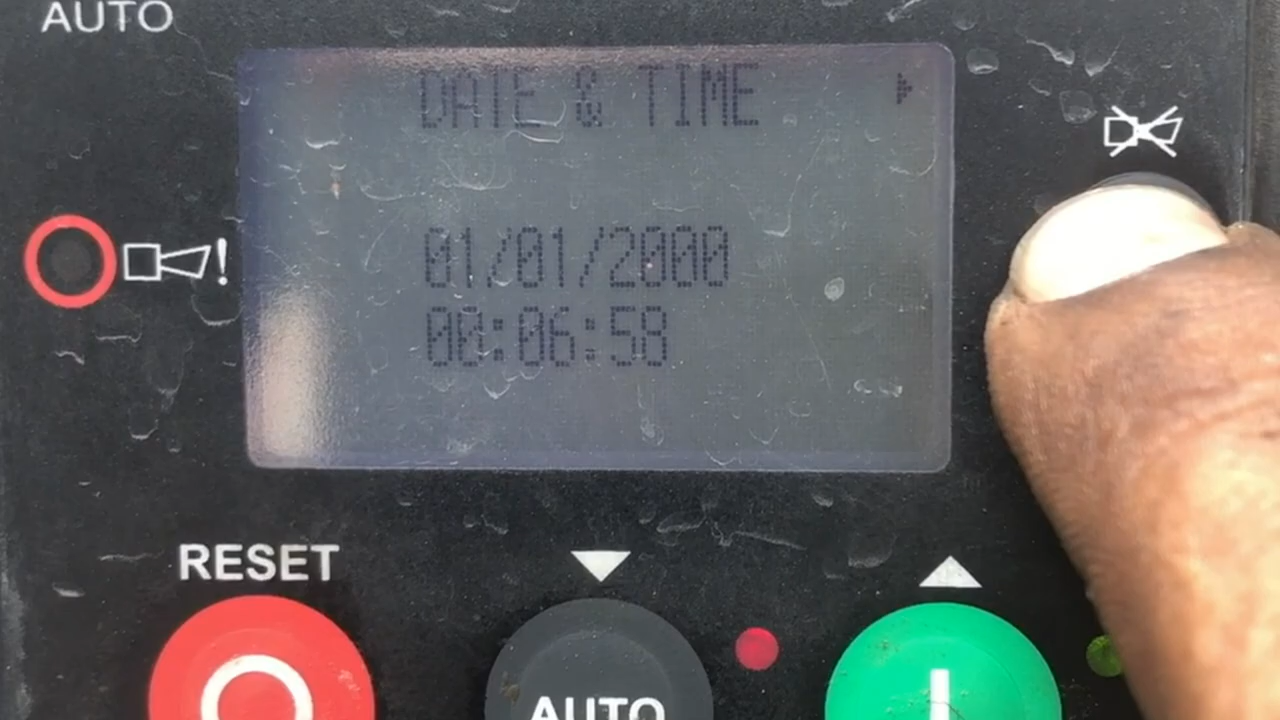 AUTO
DATE & TIME
01/01/2000
00:06:58
!
RESET
AUTO